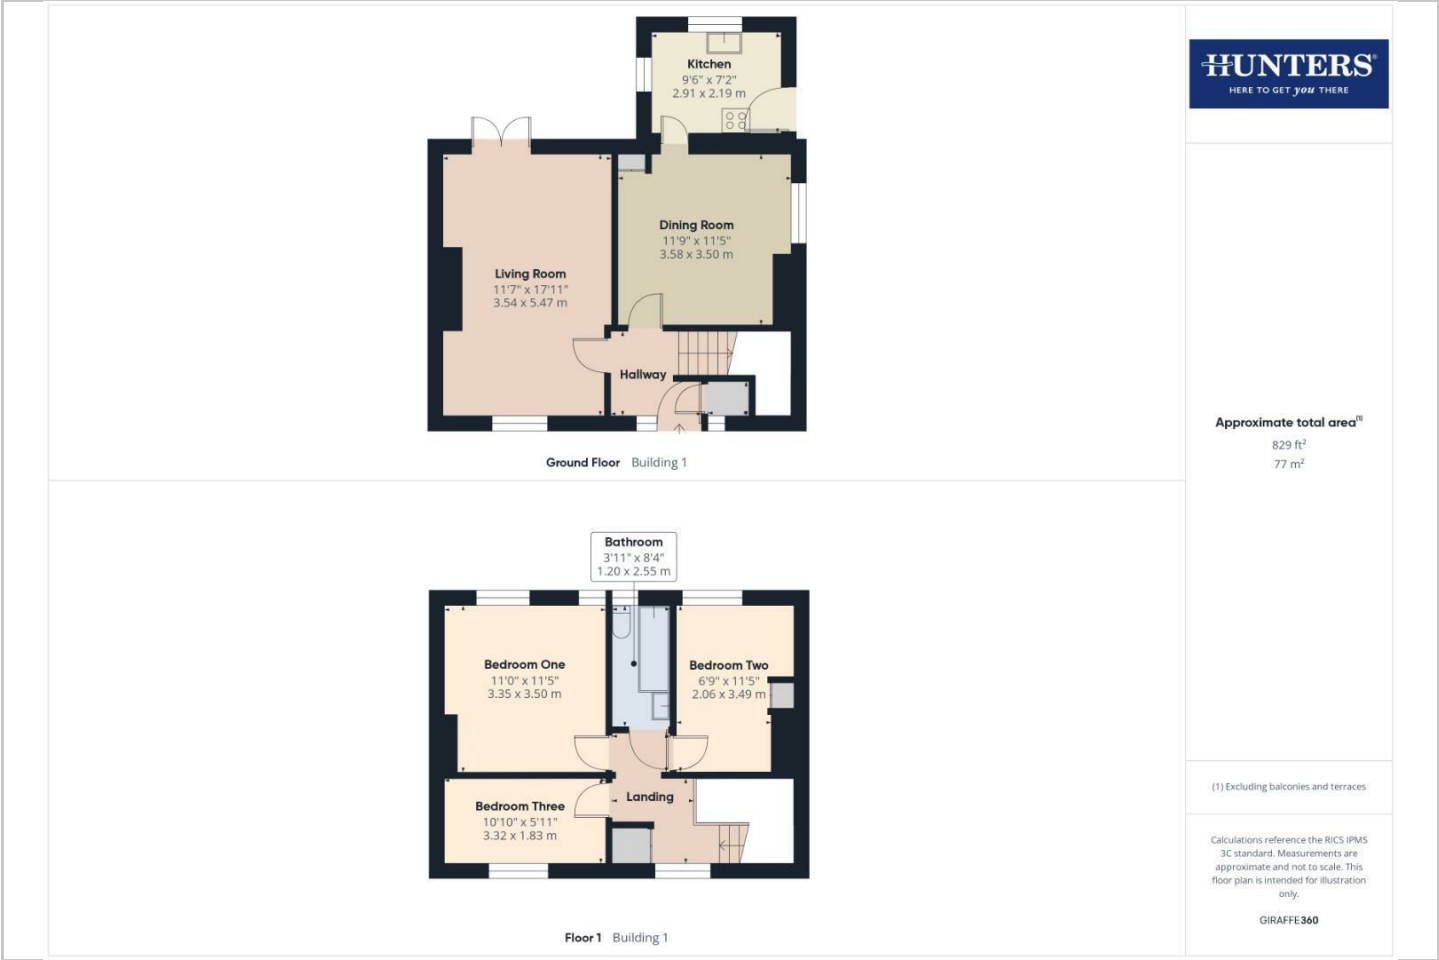 Kitchen
9'6" x 7'2"
2.91 x 2.19 m
Dining Room
11'9" x 11'5"
3.58 x 3.50 m
Living Room
11'7" x 17'11"
3.54 x 5.47 m
Hallway
Ground Floor Building 1
Bathroom
3'11" x 8'4"
1.20 x 2.55 m
Bedroom One
11'0" x 11'5"
3.35 x 3.50 m
Bedroom Two
6'9" x 11'5"
2.06 x 3.49 m
Landing
Bedroom Three
10'10" x 5'11"
3.32 x 1.83 m
Floor 1 Building 1
HUNTERS®
HERE TO GET you THERE
Approximate total area(1)
829 ft²
77 m²
(1) Excluding balconies and terraces
Calculations reference the RICS IPMS
3C standard. Measurements are
approximate and not to scale. This
floor plan is intended for illustration
only.
GIRAFFE360